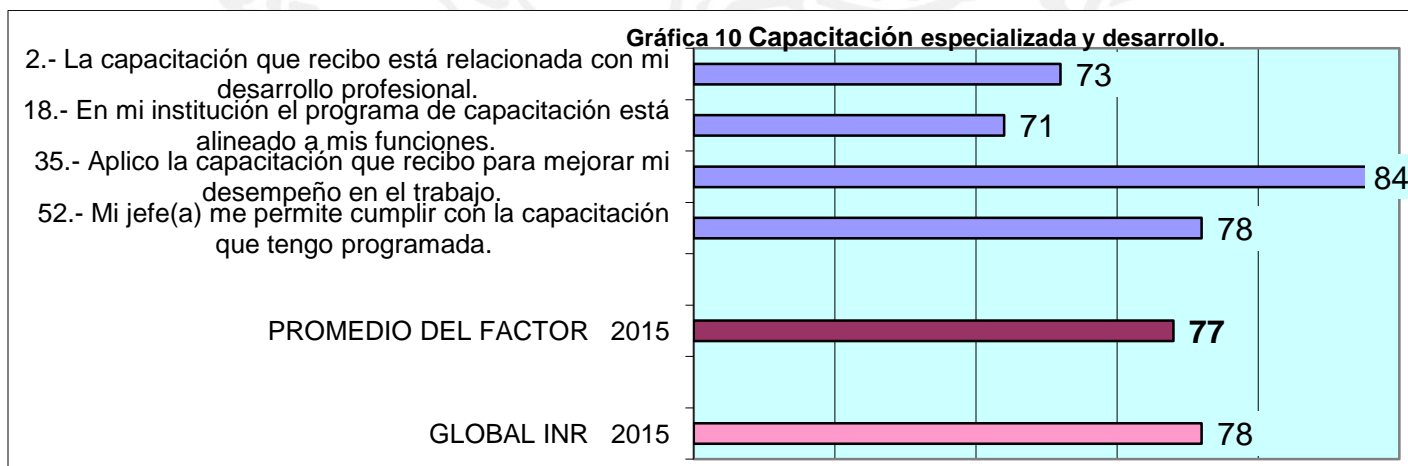 Gráfica 10 Capacitación especializada y desarrollo.
2.- La capacitación que recibo está relacionada con mi
desarrollo profesional.
73
18.- En mi institución el programa de capacitación está
alineado a mis funciones.
71
35.- Aplico la capacitación que recibo para mejorar mi
desempeño en el trabajo.
84
52.- Mi jefe(a) me permite cumplir con la capacitación
que tengo programada.
78
PROMEDIO DEL FACTOR 2015
77
GLOBAL INR 2015
78